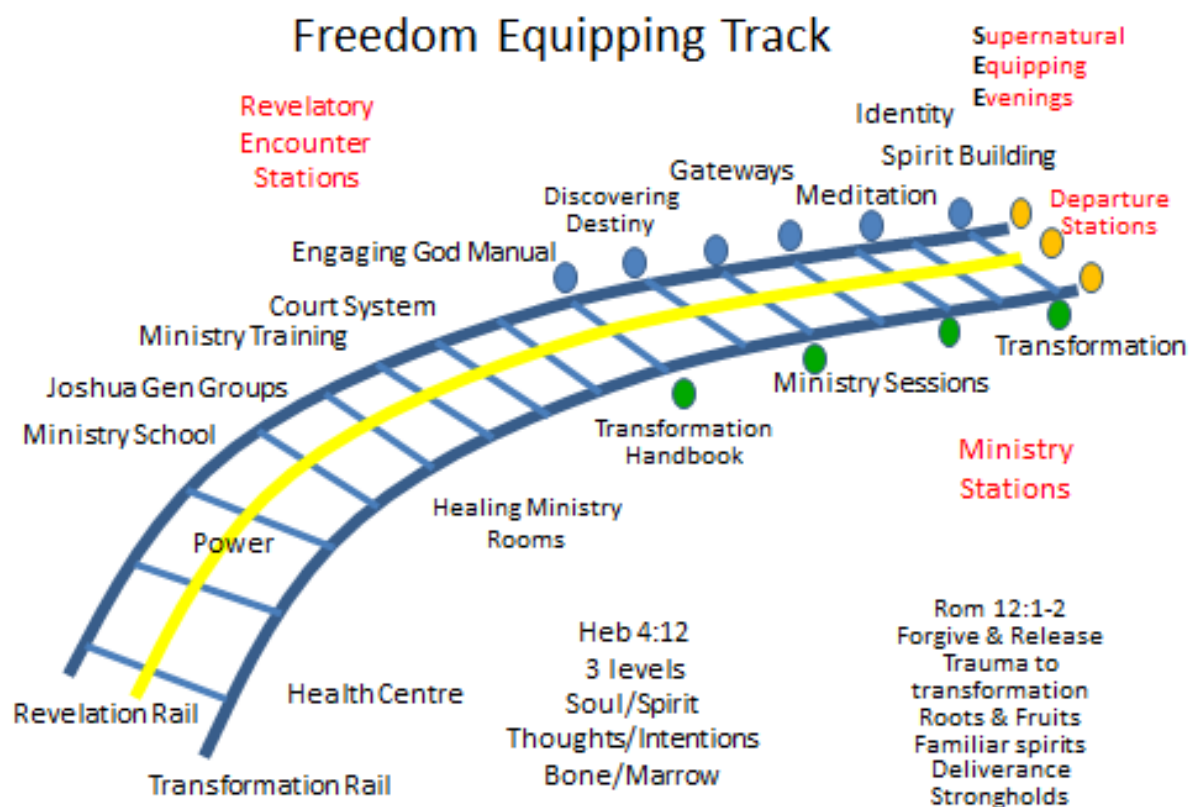 Freedom Equipping Track
Supernatural
Equipping
Evenings
Revelatory
Encounter
Stations
Identity
Spirit Building
Gateways
Meditation
Discovering
Destiny
Departure
Stations
Engaging God Manual
Court System
Ministry Training
Joshua Gen Groups
Ministry School
Transformation
Ministry Sessions
Transformation
Handbook
Ministry
Stations
Healing Ministry
Rooms
Power
Heb 4:12
3 levels
Soul/Spirit
Thoughts/Intentions
Bone/Marrow
Rom 12:1-2
Forgive & Release
Trauma to
transformation
Roots & Fruits
Familiar spirits
Deliverance
Strongholds
Health Centre
Revelation Rail
Transformation Rail